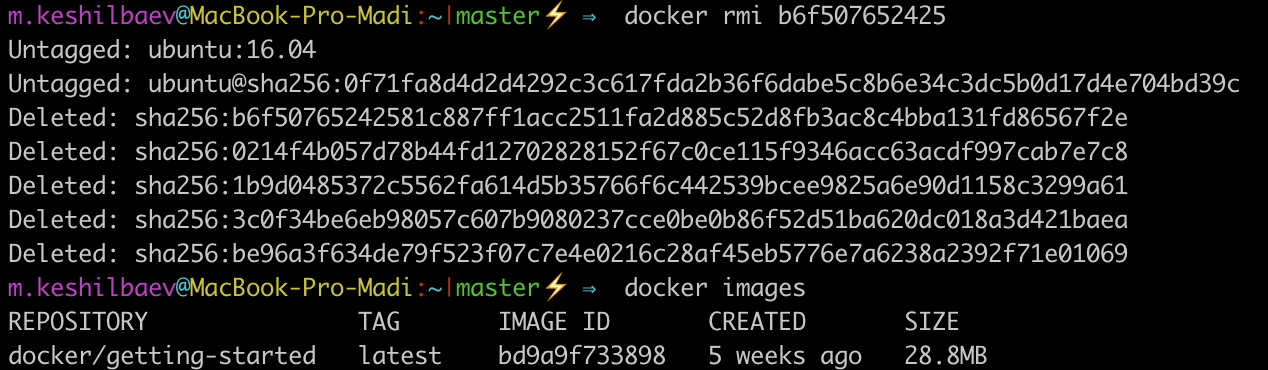 m.keshilbaev@MacBook-Pro-Madi:~|master⚡ ⇒  docker rmi b6f507652425
Untagged: ubuntu:16.04
Untagged: ubuntu@sha256:0f71fa8d4d2d4292c3c617fda2b36f6dabe5c8b6e34c3dc5b0d17d4e704bd39c
Deleted: sha256:b6f50765242581c887ff1acc2511fa2d885c52d8fb3ac8c4bba131fd86567f2e
Deleted: sha256:0214f4b057d78b44fd12702828152f67c0ce115f9346acc63acdf997cab7e7c8
Deleted: sha256:1b9d0485372c5562fa614d5b35766f6c442539bcee9825a6e90d1158c3299a61
Deleted: sha256:3c0f34be6eb98057c607b9080237cce0be0b86f52d51ba620dc018a3d421baea
Deleted: sha256:be96a3f634de79f523f07c7e4e0216c28af45eb5776e7a6238a2392f71e01069
m.keshilbaev@MacBook-Pro-Madi:~|master⚡ ⇒  docker images
REPOSITORY               TAG       IMAGE ID       CREATED       SIZE
docker/getting-started   latest    bd9a9f733898   5 weeks ago   28.8MB